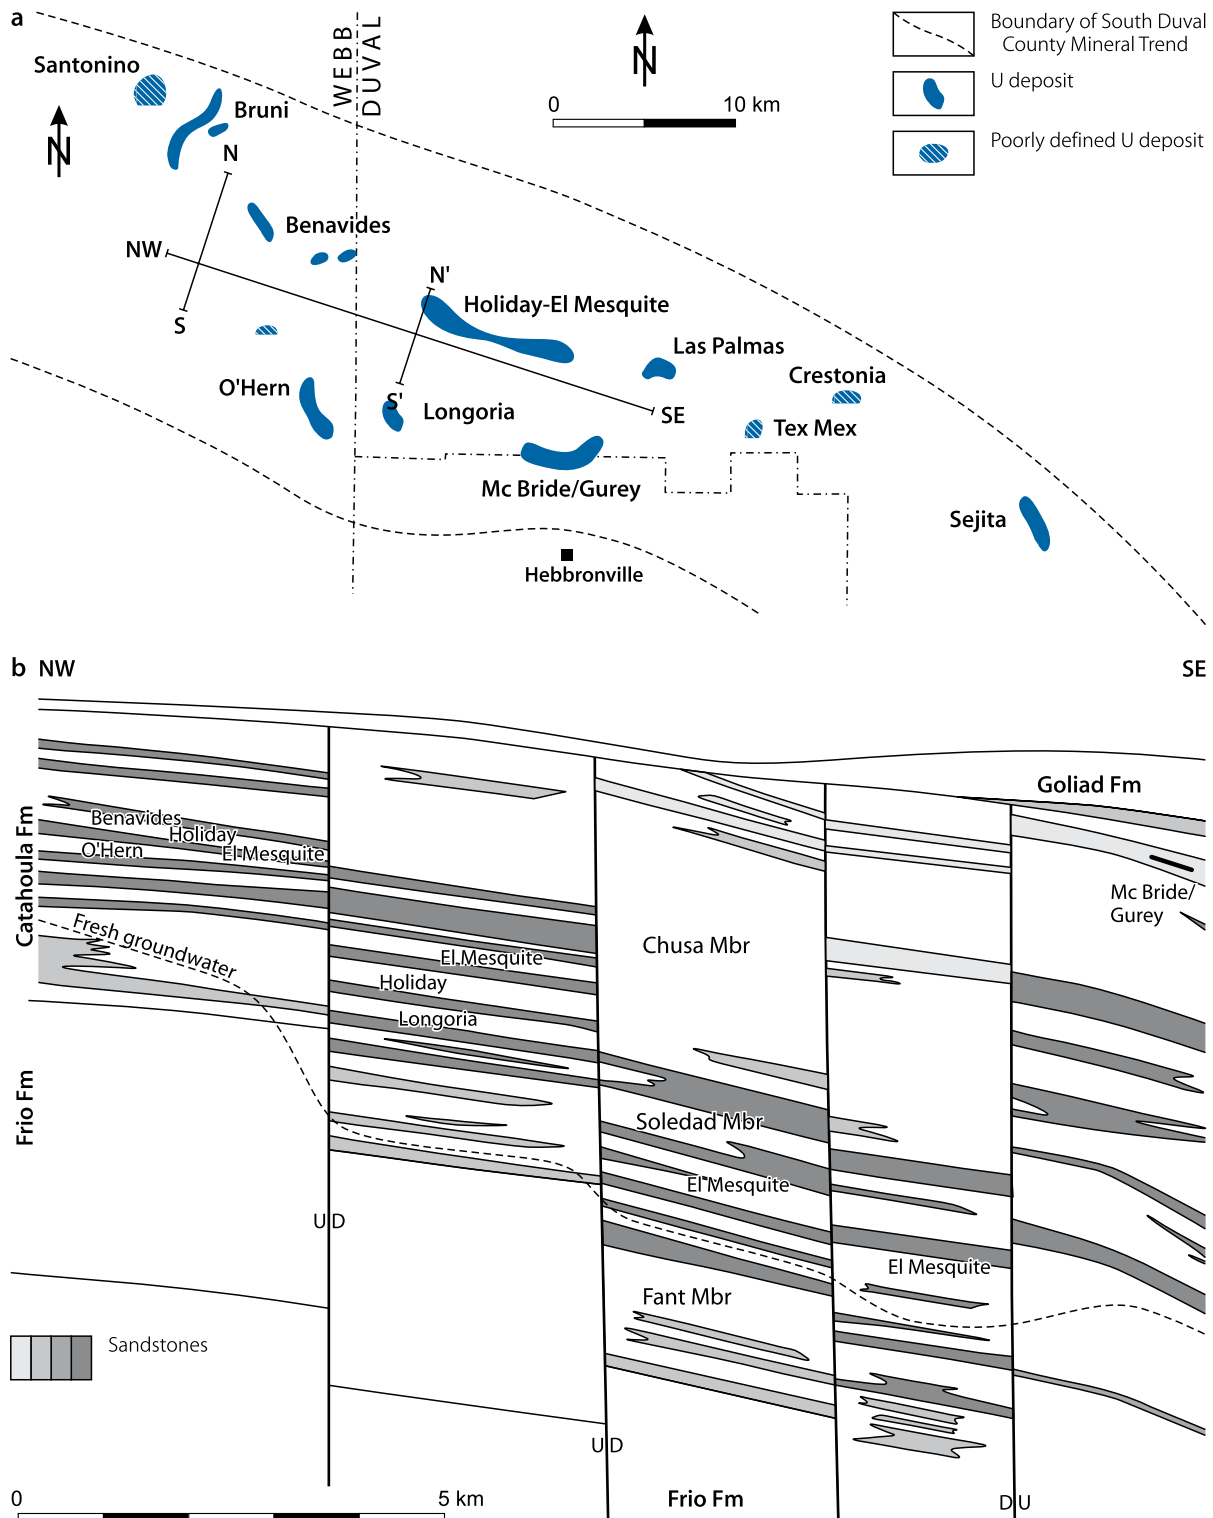 a
Boundary of South Duval
County Mineral Trend
U deposit
Poorly defined U deposit
WEBB
DUVAL
N
0
10 km
Santonino
N
Bruni
N
Benavides
NW
N'
S
Holiday-El Mesquite
Las Palmas
Crestonia
O'Hern
S'
Longoria
SE
Tex Mex
Mc Bride/Gurey
Sejita
Hebbronville
b NW
SE
Goliad Fm
Catahoula Fm
Benavides
Holiday
O'Hern
El Mesquite
Mc Bride/
Gurey
Fresh groundwater
Chusa Mbr
El Mesquite
Holiday
Longoria
Frio Fm
Soledad Mbr
El Mesquite
U D
El Mesquite
Fant Mbr
Sandstones
U D
0
5 km
Frio Fm
D U